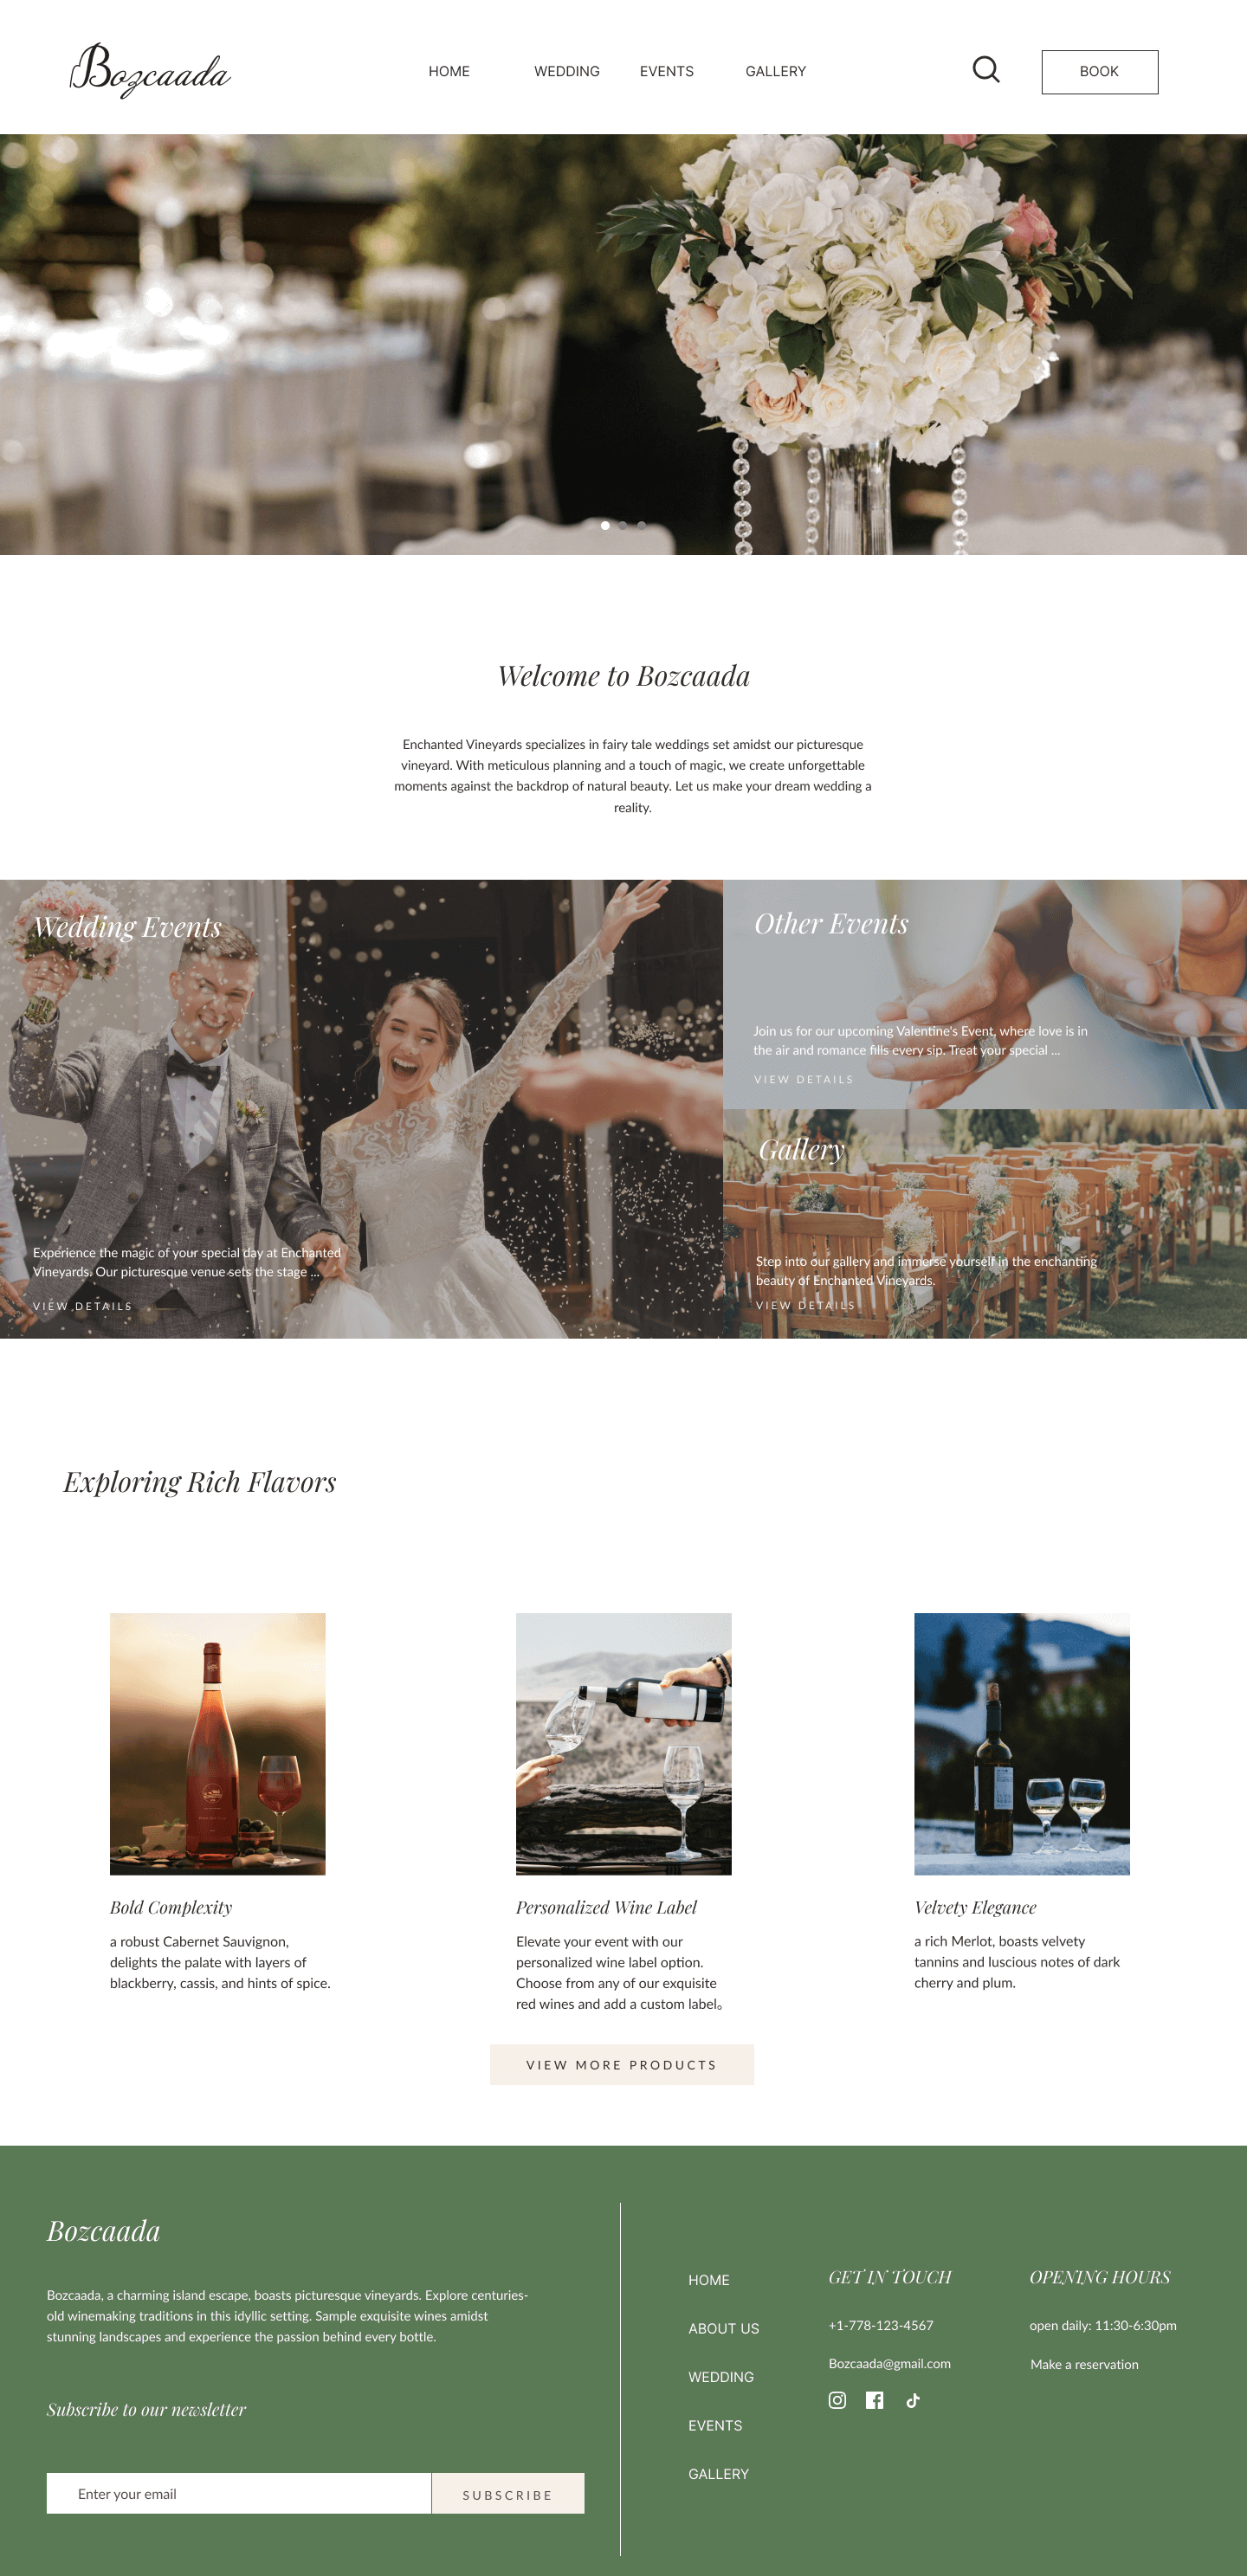 Bozcaada
HOME
WEDDING
EVENTS
GALLERY
BOOK
Welcome to Bozcaada
Enchanted Vineyards specializes in fairy tale weddings set amidst our picturesque
vineyard. With meticulous planning and a touch of magic, we create unforgettable
moments against the backdrop of natural beauty. Let us make your dream wedding a
reality.
Wedding Events
Experience the magic of your special day at Enchanted
Vineyards. Our picturesque venue sets the stage ...
VIEW DETAILS
Other Events
Join us for our upcoming Valentine's Event, where love is in
the air and romance fills every sip. Treat your special ...
VIEW DETAILS
Gallery
Step into our gallery and immerse yourself in the enchanting
beauty of Enchanted Vineyards.
VIEW DETAILS
Exploring Rich Flavors
Bold Complexity
a robust Cabernet Sauvignon,
delights the palate with layers of
blackberry, cassis, and hints of spice.
Personalized Wine Label
Elevate your event with our
personalized wine label option.
Choose from any of our exquisite
red wines and add a custom label。
Velvety Elegance
a rich Merlot, boasts velvety
tannins and luscious notes of dark
cherry and plum.
VIEW MORE PRODUCTS
Bozcaada
Bozcaada, a charming island escape, boasts picturesque vineyards. Explore centuries-
old winemaking traditions in this idyllic setting. Sample exquisite wines amidst
stunning landscapes and experience the passion behind every bottle.
Subscribe to our newsletter
Enter your email
SUBSCRIBE
HOME
ABOUT US
WEDDING
EVENTS
GALLERY
GET IN TOUCH
+1-778-123-4567
Bozcaada@gmail.com
OPENING HOURS
open daily: 11:30-6:30pm
Make a reservation